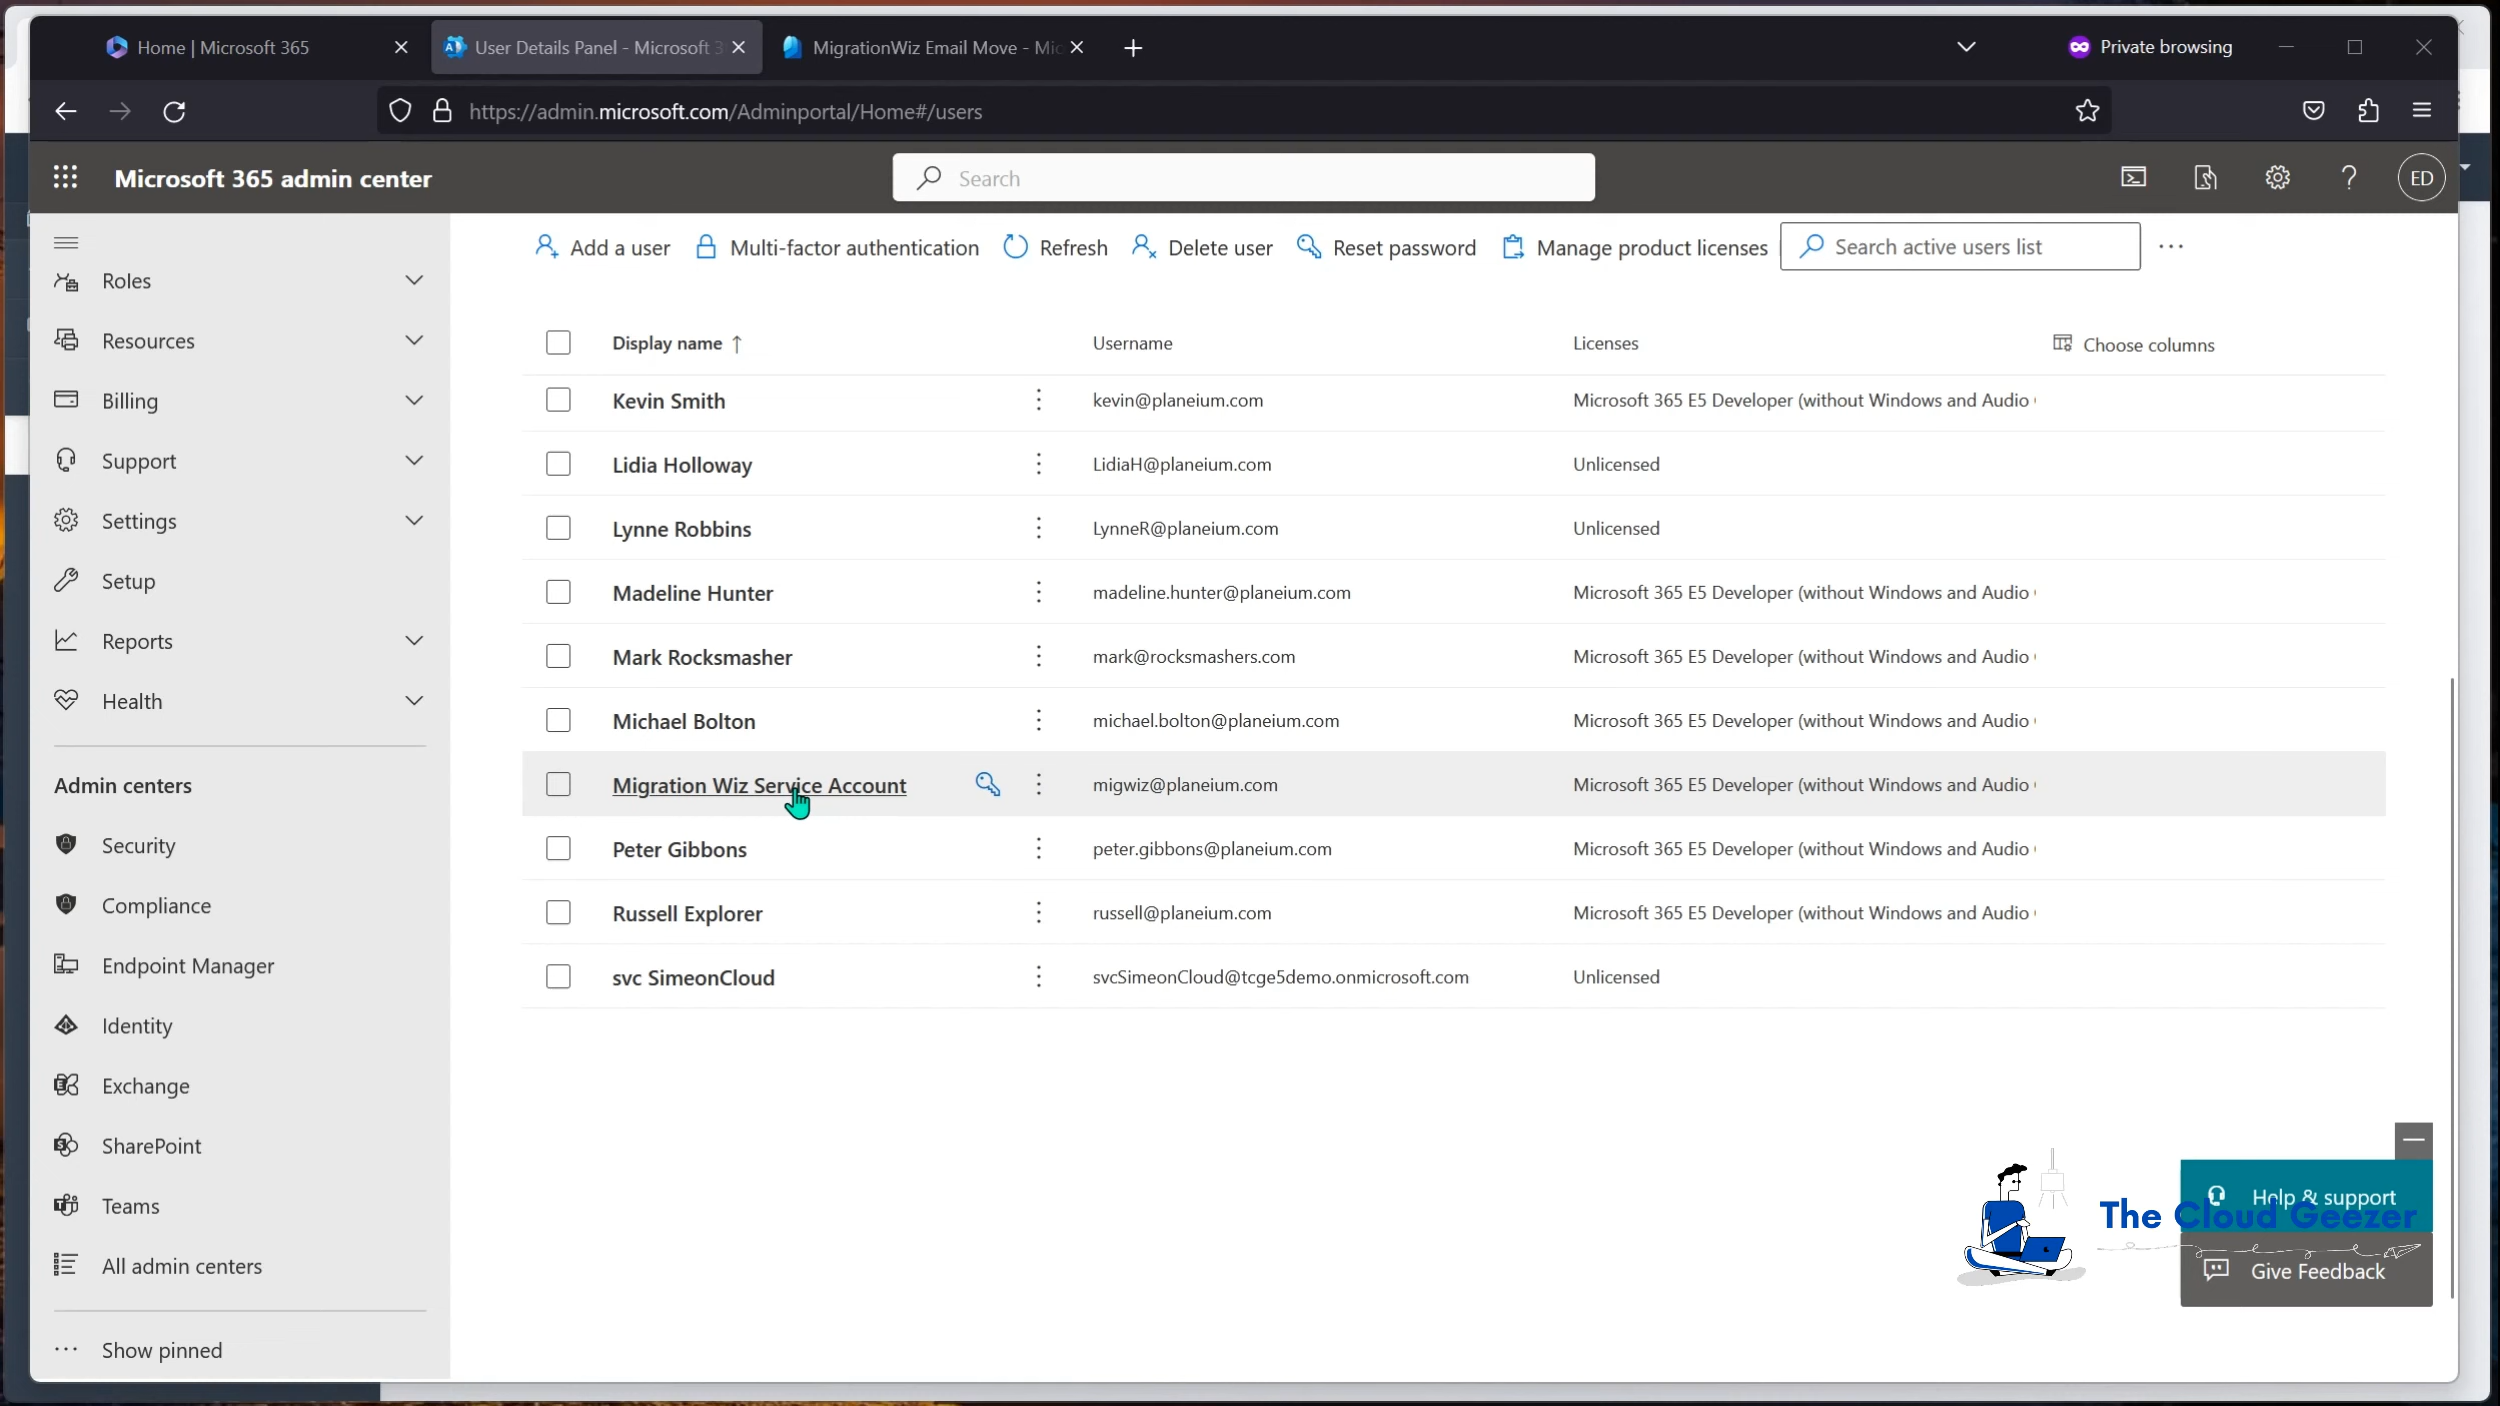 Home | Microsoft 365
User Details Panel - Microsoft 3
MigrationWiz Email Move - Mic
Private browsing
https://admin.microsoft.com/Adminportal/Home#/users
Microsoft 365 admin center
Search
ED
Add a user
Multi-factor authentication
Refresh
Delete user
Reset password
Manage product licenses
Search active users list
Roles
Resources
Billing
Support
Settings
Setup
Reports
Health
Admin centers
Security
Compliance
Endpoint Manager
Identity
Exchange
SharePoint
Teams
All admin centers
Show pinned
Display name ↑ Username Licenses Choose columns
Kevin Smith kevin@planeium.com Microsoft 365 E5 Developer (without Windows and Audio
Lidia Holloway LidiaH@planeium.com Unlicensed
Lynne Robbins LynneR@planeium.com Unlicensed
Madeline Hunter madeline.hunter@planeium.com Microsoft 365 E5 Developer (without Windows and Audio
Mark Rocksmasher mark@rocksmashers.com Microsoft 365 E5 Developer (without Windows and Audio
Michael Bolton michael.bolton@planeium.com Microsoft 365 E5 Developer (without Windows and Audio
Migration Wiz Service Account migwiz@planeium.com Microsoft 365 E5 Developer (without Windows and Audio
Peter Gibbons peter.gibbons@planeium.com Microsoft 365 E5 Developer (without Windows and Audio
Russell Explorer russell@planeium.com Microsoft 365 E5 Developer (without Windows and Audio
svc SimeonCloud svcSimeonCloud@tcge5demo.onmicrosoft.com Unlicensed
Help & support
The Cloud Geezer
Give Feedback